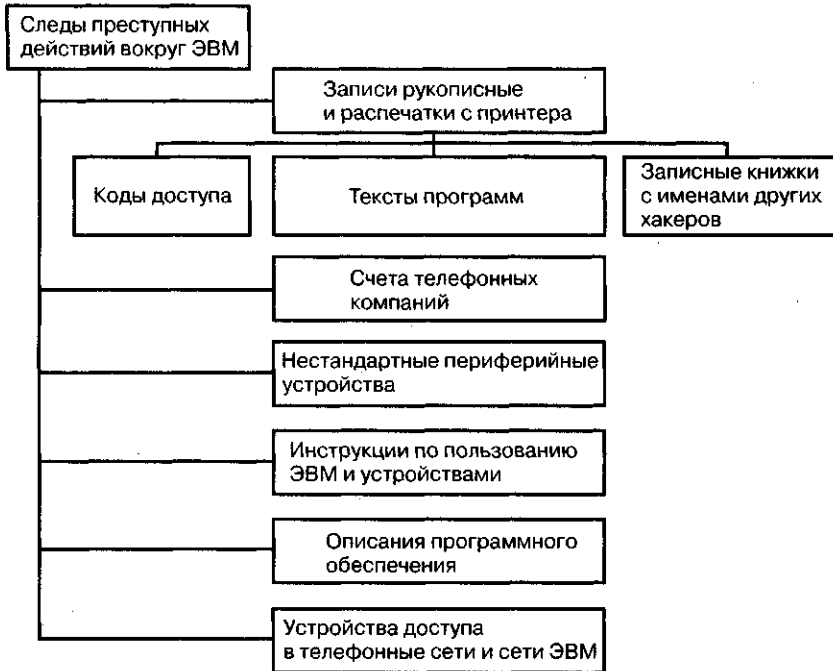 Следы преступных
действий вокруг ЭВМ
Записи рукописные
и распечатки с принтера
Коды доступа
Тексты программ
Записные книжки
с именами других
хакеров
Счета телефонных
компаний
Нестандартные периферийные
устройства
Инструкции по пользованию
ЭВМ и устройствами
Описания программного
обеспечения
Устройства доступа
в телефонные сети и сети ЭВМ